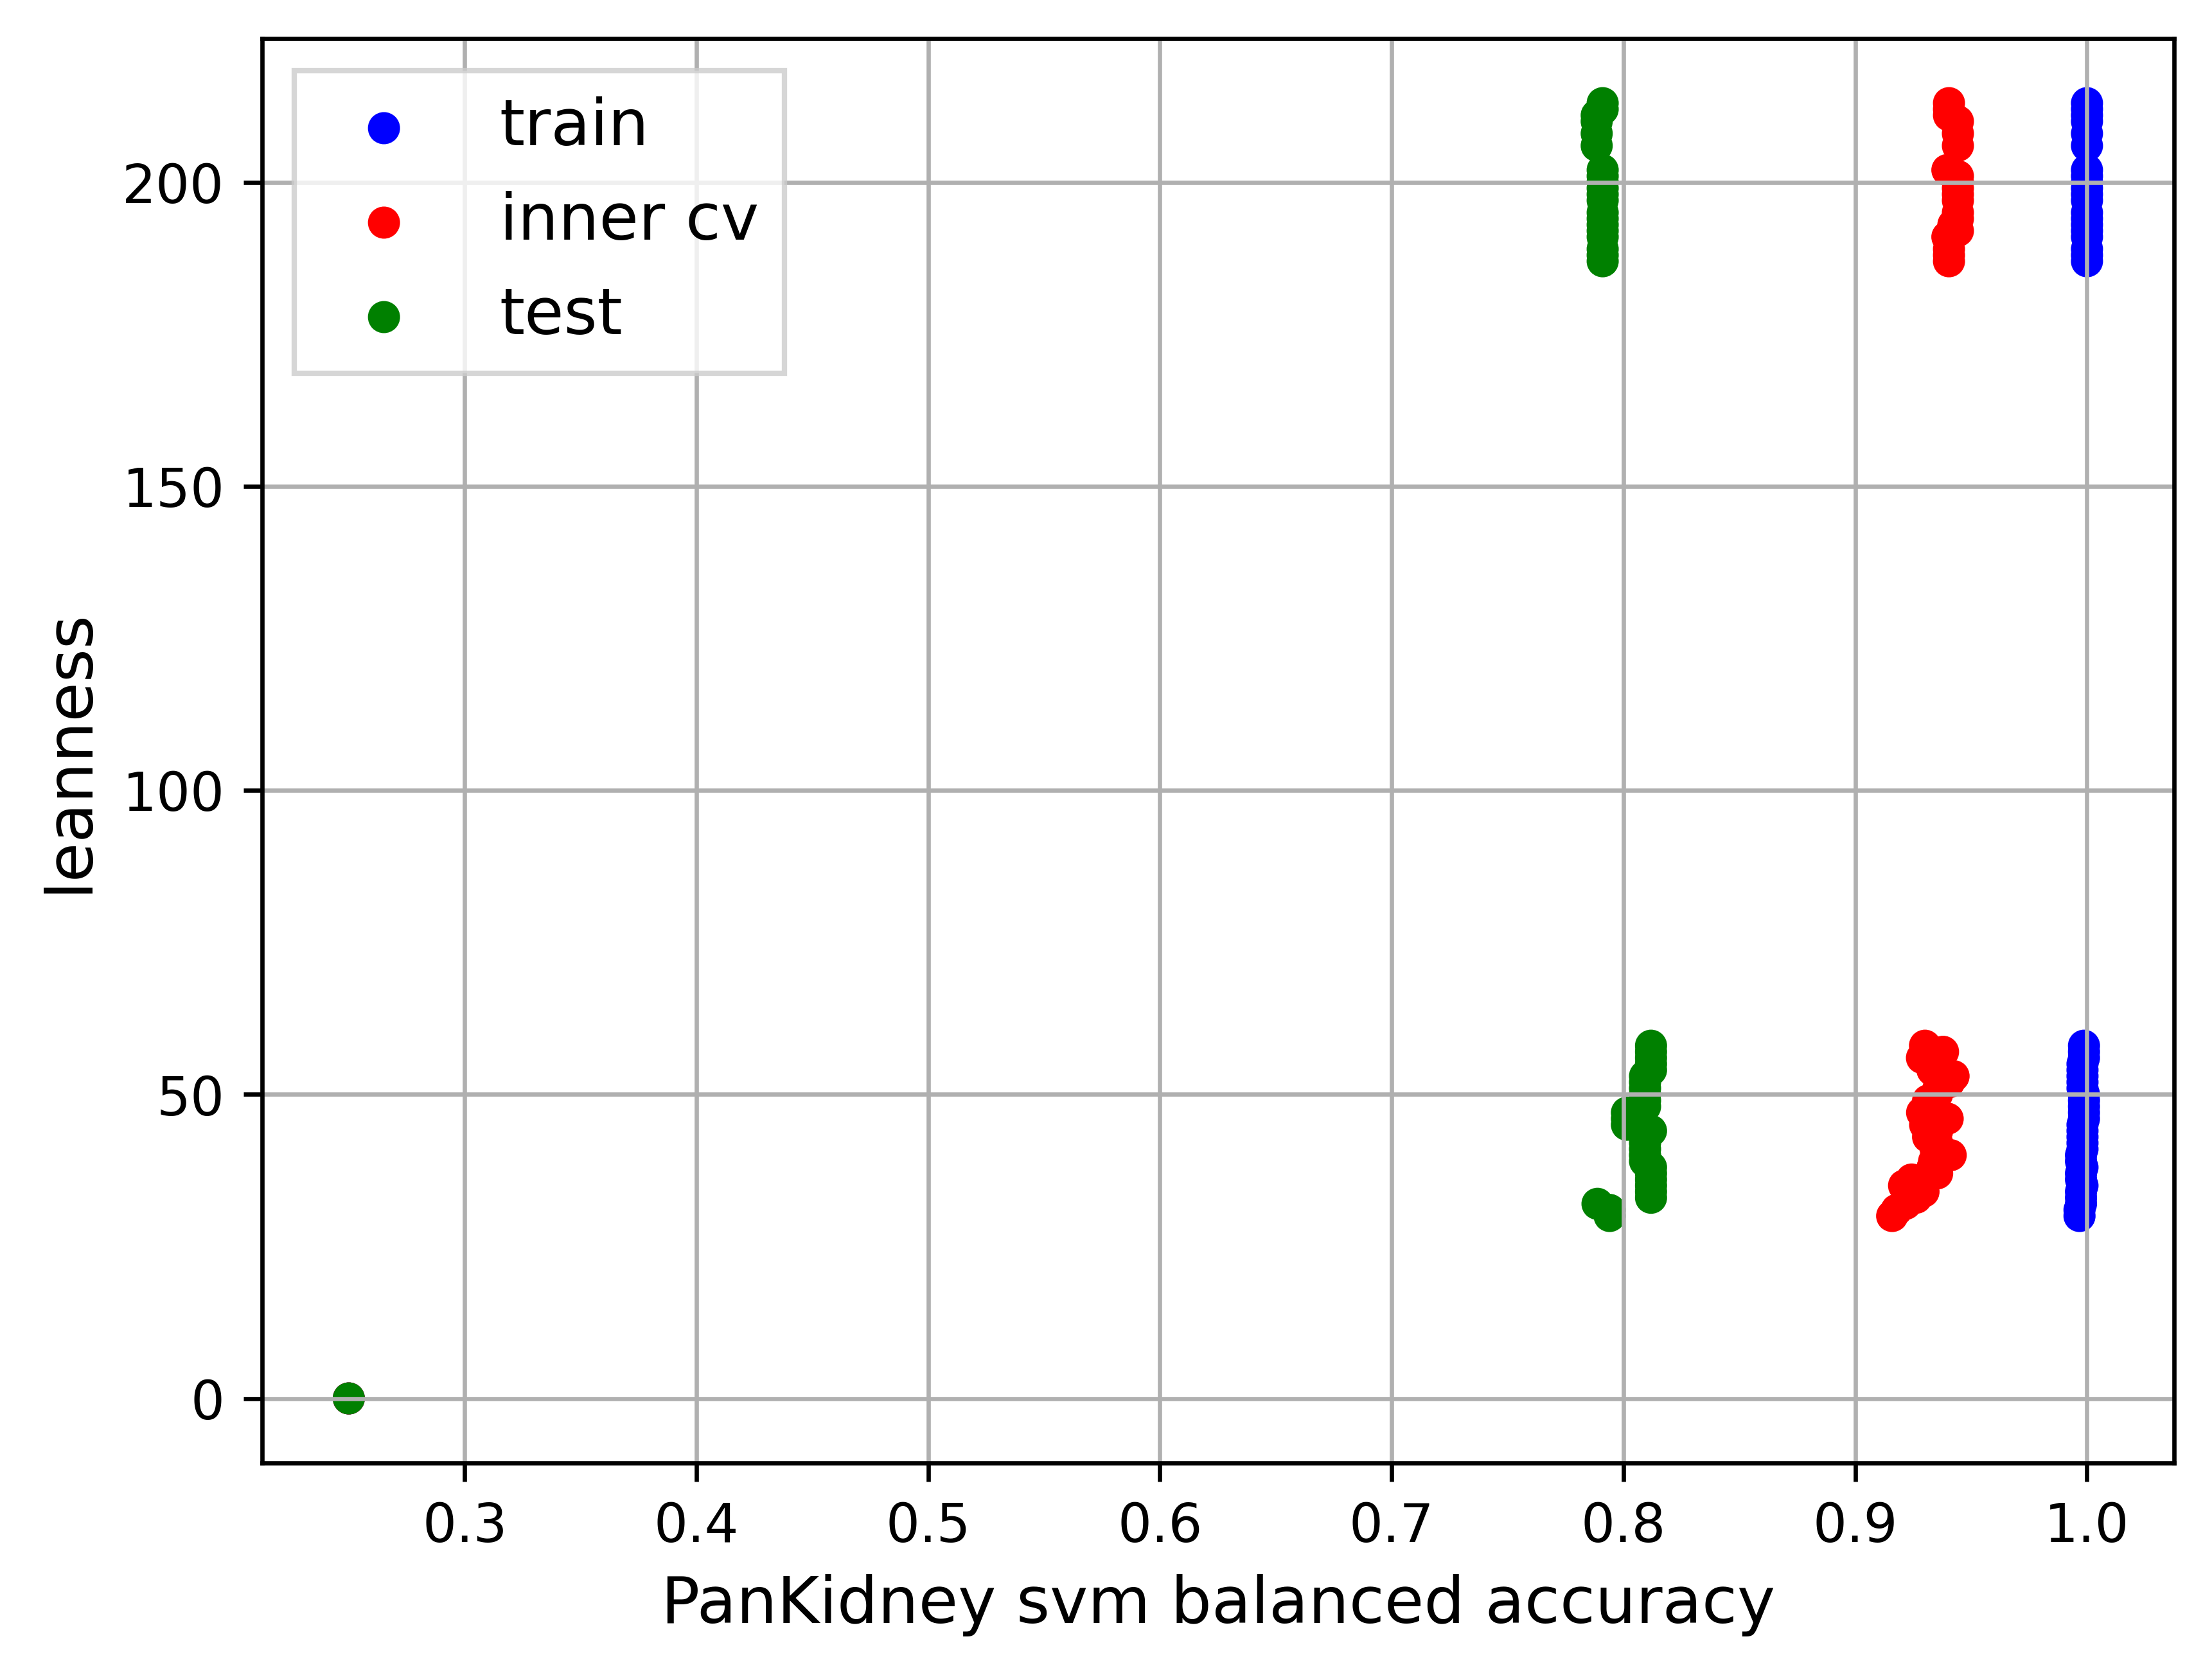 train
inner cv
test
200
150
100
50
0
leanness
0.3 0.4 0.5 0.6 0.7 0.8 0.9 1.0
PanKidney svm balanced accuracy